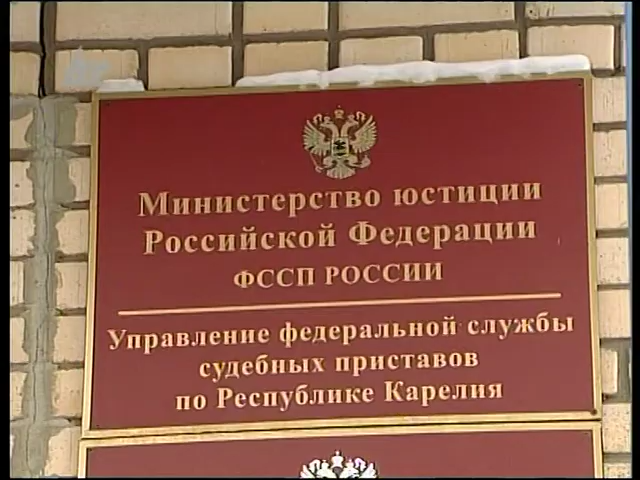 Министерство юстиции
Российской Федерации
ФССП РОССИИ
Управление федеральной службы
судебных приставов
по Республике Карелия